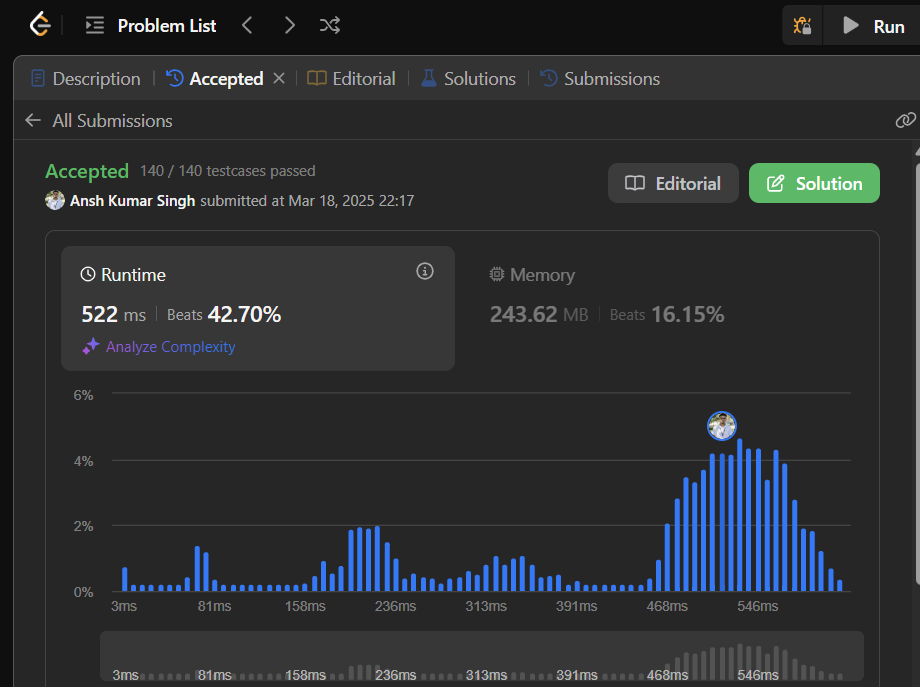 Problem List
Run
Description
Accepted
Editorial
Solutions
Submissions
All Submissions
Accepted 140 / 140 testcases passed
Ansh Kumar Singh submitted at Mar 18, 2025 22:17
Editorial
Solution
Runtime
522 ms Beats 42.70%
Analyze Complexity
Memory
243.62 MB Beats 16.15%
6%
4%
2%
0%
3ms 81ms 158ms 236ms 313ms 391ms 468ms 546ms
3ms 81ms 158ms 236ms 313ms 391ms 468ms 546ms